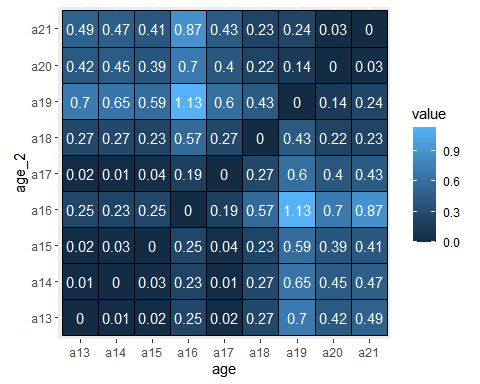 a21 0.49 0.47 0.41 0.87 0.43 0.23 0.24 0.03 0
a20 0.42 0.45 0.39 0.7 0.4 0.22 0.14 0 0.03
a19 0.7 0.65 0.59 1.13 0.6 0.43 0 0.14 0.24
a18 0.27 0.27 0.23 0.57 0.27 0 0.43 0.22 0.23
a17 0.02 0.01 0.04 0.19 0 0.27 0.6 0.4 0.43
a16 0.25 0.23 0.25 0 0.19 0.57 1.13 0.7 0.87
a15 0.02 0.03 0 0.25 0.04 0.23 0.59 0.39 0.41
a14 0.01 0 0.03 0.23 0.01 0.27 0.65 0.45 0.47
a13 0 0.01 0.02 0.25 0.02 0.27 0.7 0.42 0.49
a13 a14 a15 a16 a17 a18 a19 a20 a21
age
age_2
value
0.9
0.6
0.3
0.0